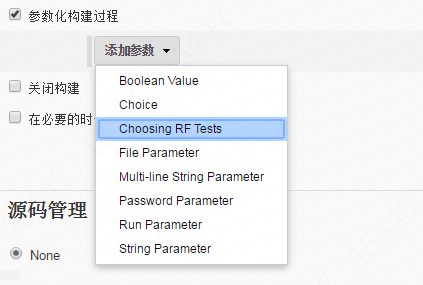 参数化构建过程
添加参数
Boolean Value
Choice
关闭构建
Choosing RF Tests
在必要的时
File Parameter
Multi-line String Parameter
Password Parameter
源码管理
Run Parameter
String Parameter
None